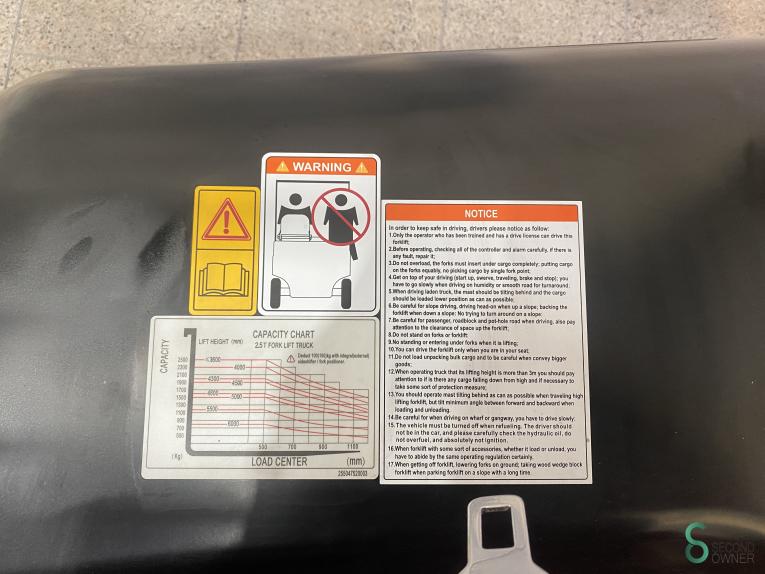 WARNING
NOTICE
In order to keep safe in driving, drivers please notice as follow:
1.Only the operator who has been trained and has a drive license can drive this
forklift;
2.Before operating, checking all of the controller and alarm carefully, if there is
any fault, repair it;
3.Do not overload, the forks must insert under cargo completely; putting cargo
on the forks equably, no picking cargo by single fork point;
4.Get on top of your driving (start up, swerve, traveling, brake and stop); you
have to go slowly when driving on humidity or smooth road for turnaround;
5.When driving laden truck, the mast should be tilting behind and the cargo
should be loaded lower position as can as possible;
6.Be careful for slope driving, driving head-on when up a slope; backing the
forklift when down a slope: No trying to turn around on a slope;
7.Be careful for passenger, roadblock and pot-hole road when driving, also pay
attention to the clearance of space up the forklift;
8.Do not stand on forks or forklift;
9.No standing or entering under forks when it is lifting;
10.You can drive the forklift only when you are in your seat;
11.Do not load unpacking bulk cargo and to be careful when convey bigger
goods;
12.When operating truck that its lifting height is more than 3m you should pay
attention to if is there any cargo falling down from high and if necessary to
take some sort of protection measure;
13.You should operate mast tilting behind as can as possible when traveling high
lifting forklift, but tilt minimum angle between forward and backward when
loading and unloading.
14.Be careful for when driving on wharf or gangway, you have to drive slowly;
15. The vehicle must be turned off when refueling. The driver should
not be in the car, and please carefully check the hydraulic oil, do
not overfuel, and absolutely not ignition.
16.When forklift with some sort of accessories, whether it load or unload, you
have to abide by the same operating regulation certainly.
17.When getting off forklift, lowering forks on ground; taking wood wedge block
forklift when parking forklift on a slope with a long time.
CAPACITY CHART
2.5T FORK LIFT TRUCK
LIFT HEIGHT (mm)
CAPACITY
(Kg)
500 700 900 1100
LOAD CENTER (mm)
SECOND
OWNER